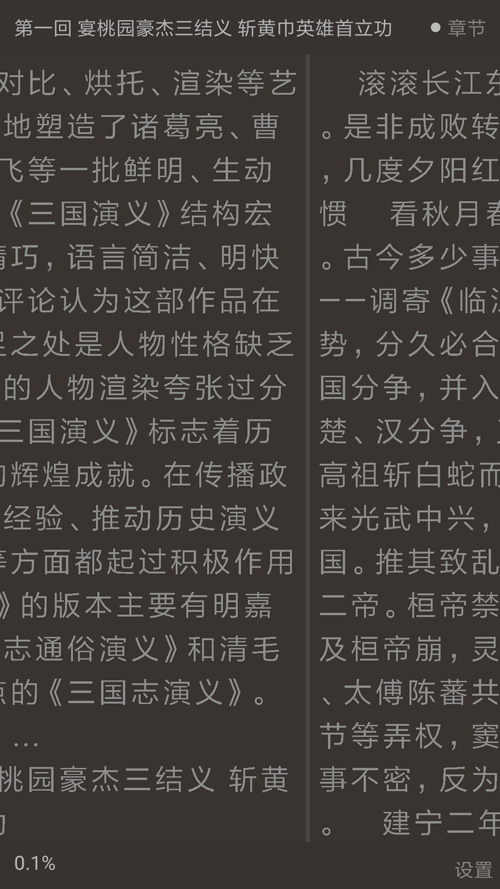 第一回 宴桃园豪杰三结义 斩黄巾英雄首立功
章节
对比、烘托、渲染等艺
地塑造了诸葛亮、曹
飞等一批鲜明、生动
《三国演义》结构宏
精巧，语言简洁、明快
评论认为这部作品在
足之处是人物性格缺乏
的人物渲染夸张过分
三国演义》标志着历
的辉煌成就。在传播政
经验、推动历史演义
等方面都起过积极作用
》的版本主要有明嘉
志通俗演义》和清毛
点的《三国志演义》。
...
桃园豪杰三结义 斩黄
滚滚长江东
。是非成败转
，几度夕阳红
惯 看秋月春
。古今多少事
——调寄《临江
势，分久必合
国分争，并入
楚、汉分争，
高祖斩白蛇而
来光武中兴，
国。推其致乱
二帝。桓帝禁
及桓帝崩，灵
、太傅陈蕃共
节等弄权，窦
事不密，反为
。 建宁二年
0.1%
设置